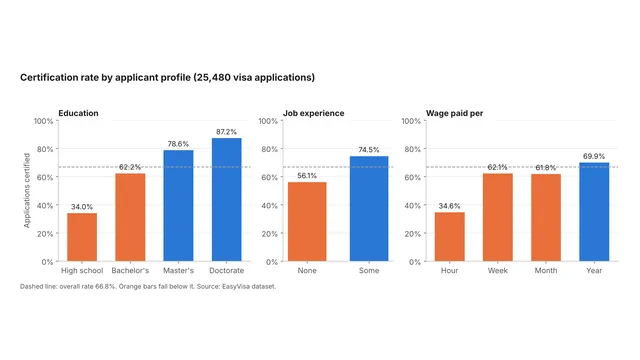 Certification rate by applicant profile (25,480 visa applications)
Education
Job experience
Wage paid per
Applications certified
100%
80%
60%
40%
20%
0%
34.0%
62.2%
78.6%
87.2%
High school
Bachelor's
Master's
Doctorate
100%
80%
60%
40%
20%
0%
56.1%
74.5%
None
Some
100%
80%
60%
40%
20%
0%
34.6%
62.1%
61.8%
69.9%
Hour
Week
Month
Year
Dashed line: overall rate 66.8%. Orange bars fall below it. Source: EasyVisa dataset.